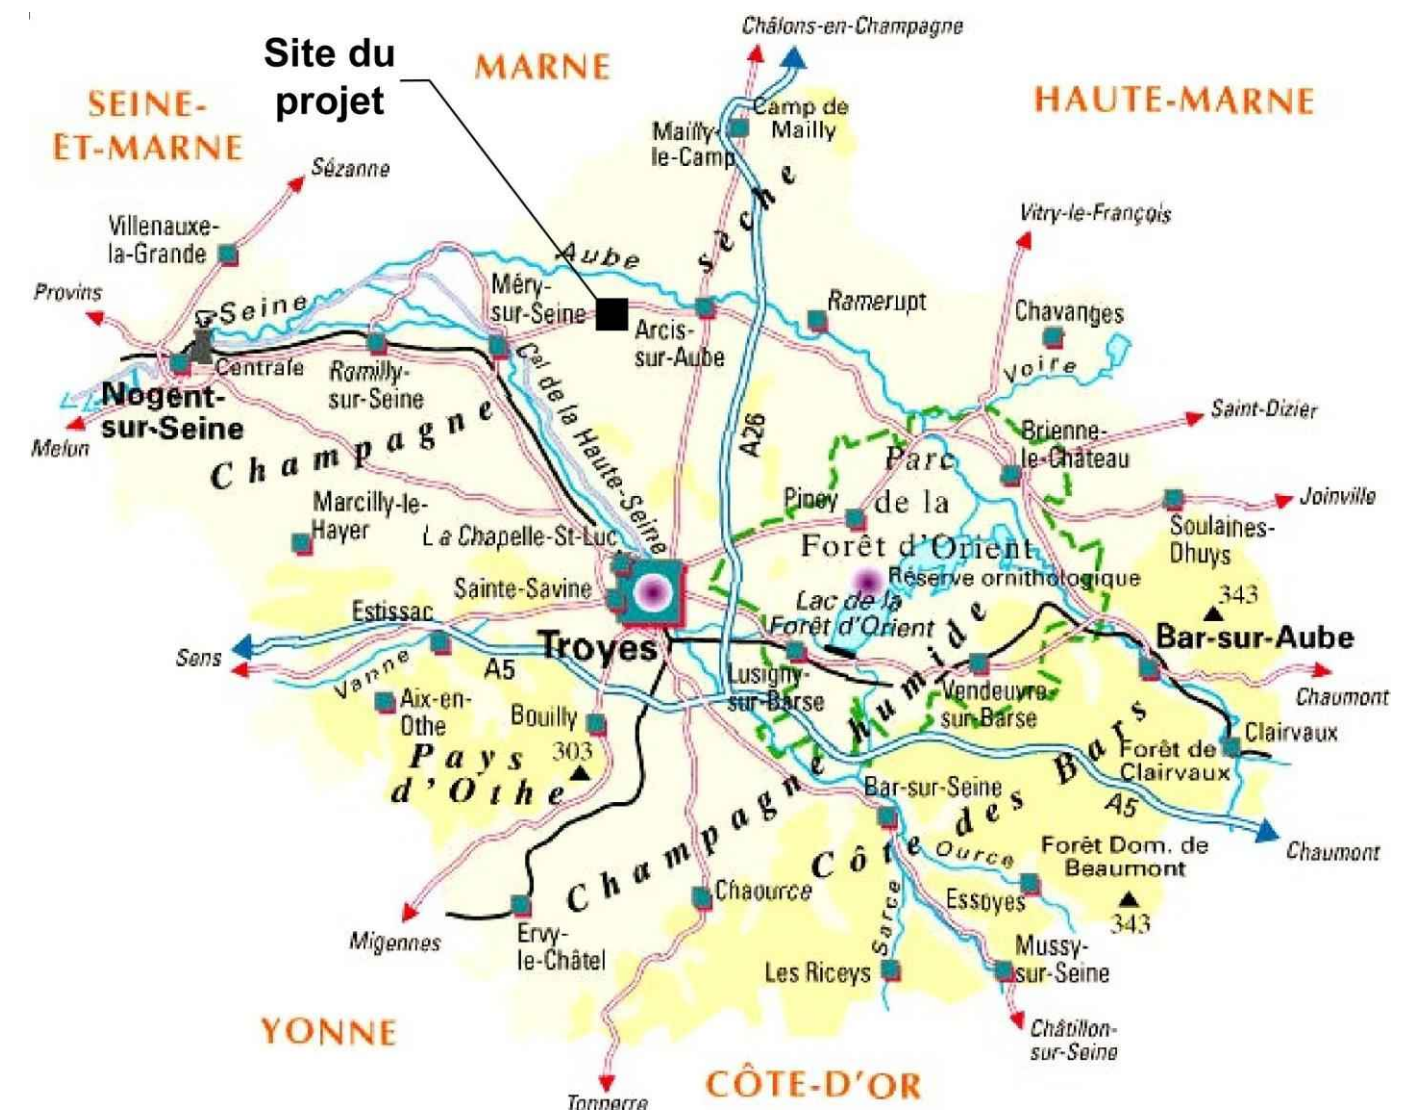 Châlons-en-Champagne
Site du
projet
MARNE
SEINE-
ET-MARNE
HAUTE-MARNE
Camp de
Mailly
Mailly-
le-Camp
Sézanne
Villenauxe-
la-Grande
Vitry-le-François
sèche
Aube
Provins
Seine
Méry-
sur-Seine
Ramerupt
Chavanges
Arcis-
sur-Aube
Centrale
Romilly-
sur-Seine
Voire
Nogent-
sur-Seine
Melun
Cal de la Haute-Seine
Champagne
A26
Saint-Dizier
Brienne-
le-Château
Parc
de la
Forêt d'Orient
Piney
Joinville
Soulaines-
Dhuys
Marcilly-le-
Hayer
La Chapelle-St-Luc
Sainte-Savine
Réserve ornithologique
343
Lac de la
Forêt d'Orient
Estissac
Troyes
Bar-sur-Aube
Sens
Vanne
A5
Lusigny-
sur-Barse
Vendeuvre-
sur-Barse
Chaumont
Aix-en-
Othe
Bouilly
Clairvaux
Forêt de
Clairvaux
Pays
d'Othe
303
Champagne humide
Côte des Bars
Bar-sur-Seine
A5
Chaumont
Ource
Forêt Dom. de
Beaumont
343
Essoyes
Chaource
Sarce
Migennes
Ervy-
le-Châtel
Les Riceys
Mussy-
sur-Seine
YONNE
Châtillon-
sur-Seine
CÔTE-D'OR
Tonnerre